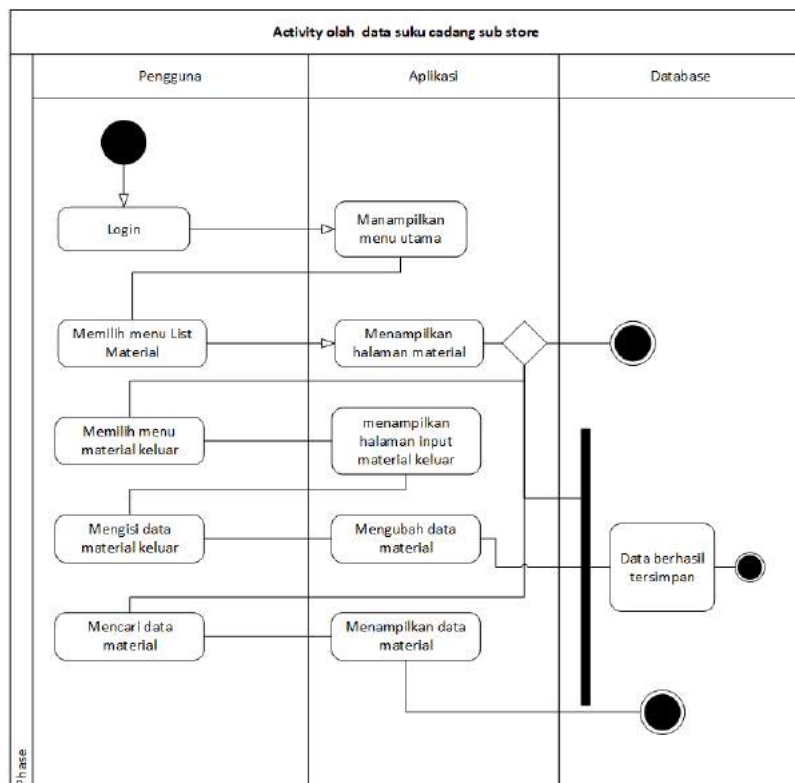 Activity olah data suku cadang sub store
Pengguna
Aplikasi
Database
Login
Manampilkan
menu utama
Memilih menu List
Material
Menampilkan
halaman material
Memilih menu
material keluar
menampilkan
halaman input
material keluar
Mengisi data
material keluar
Mengubah data
material
Data berhasil
tersimpan
Mencari data
material
Menampilkan data
material
Phase